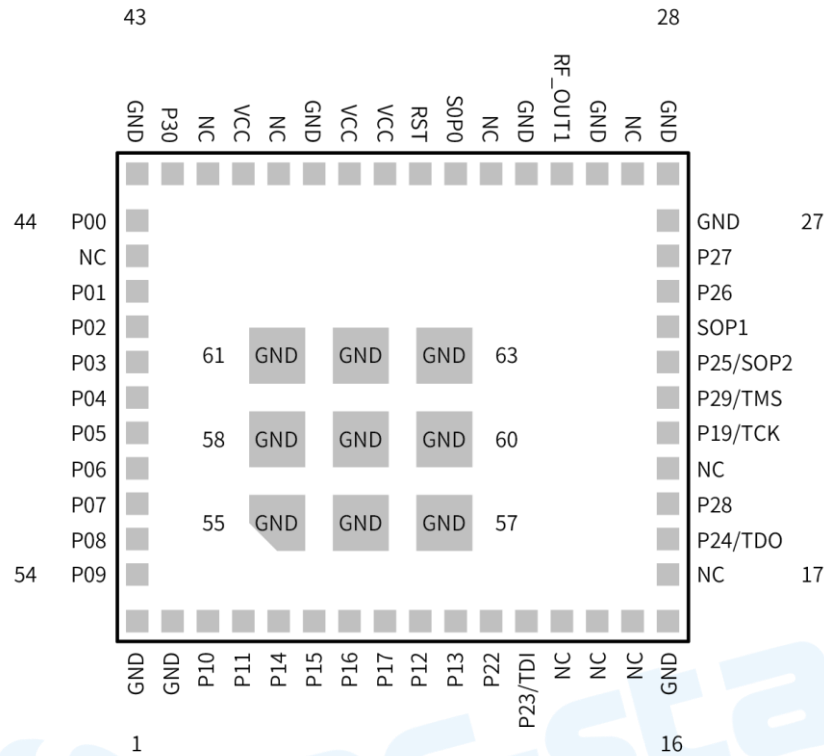 43 28
GND P30 NC VCC NC GND VCC VCC RST S0P0 NC GND RF_OUT1 GND NC GND
44 P00 GND 27
NC P27
P01 P26
P02 SOP1
P03 P25/SOP2
61 GND GND GND 63
P04 P29/TMS
P05 P19/TCK
58 GND GND GND 60
P06 NC
P07 P28
55 GND GND GND 57
P08 P24/TDO
54 P09 NC 17
GND GND P10 P11 P14 P15 P16 P17 P12 P13 P22 P23/TDI NC NC NC GND
1 16